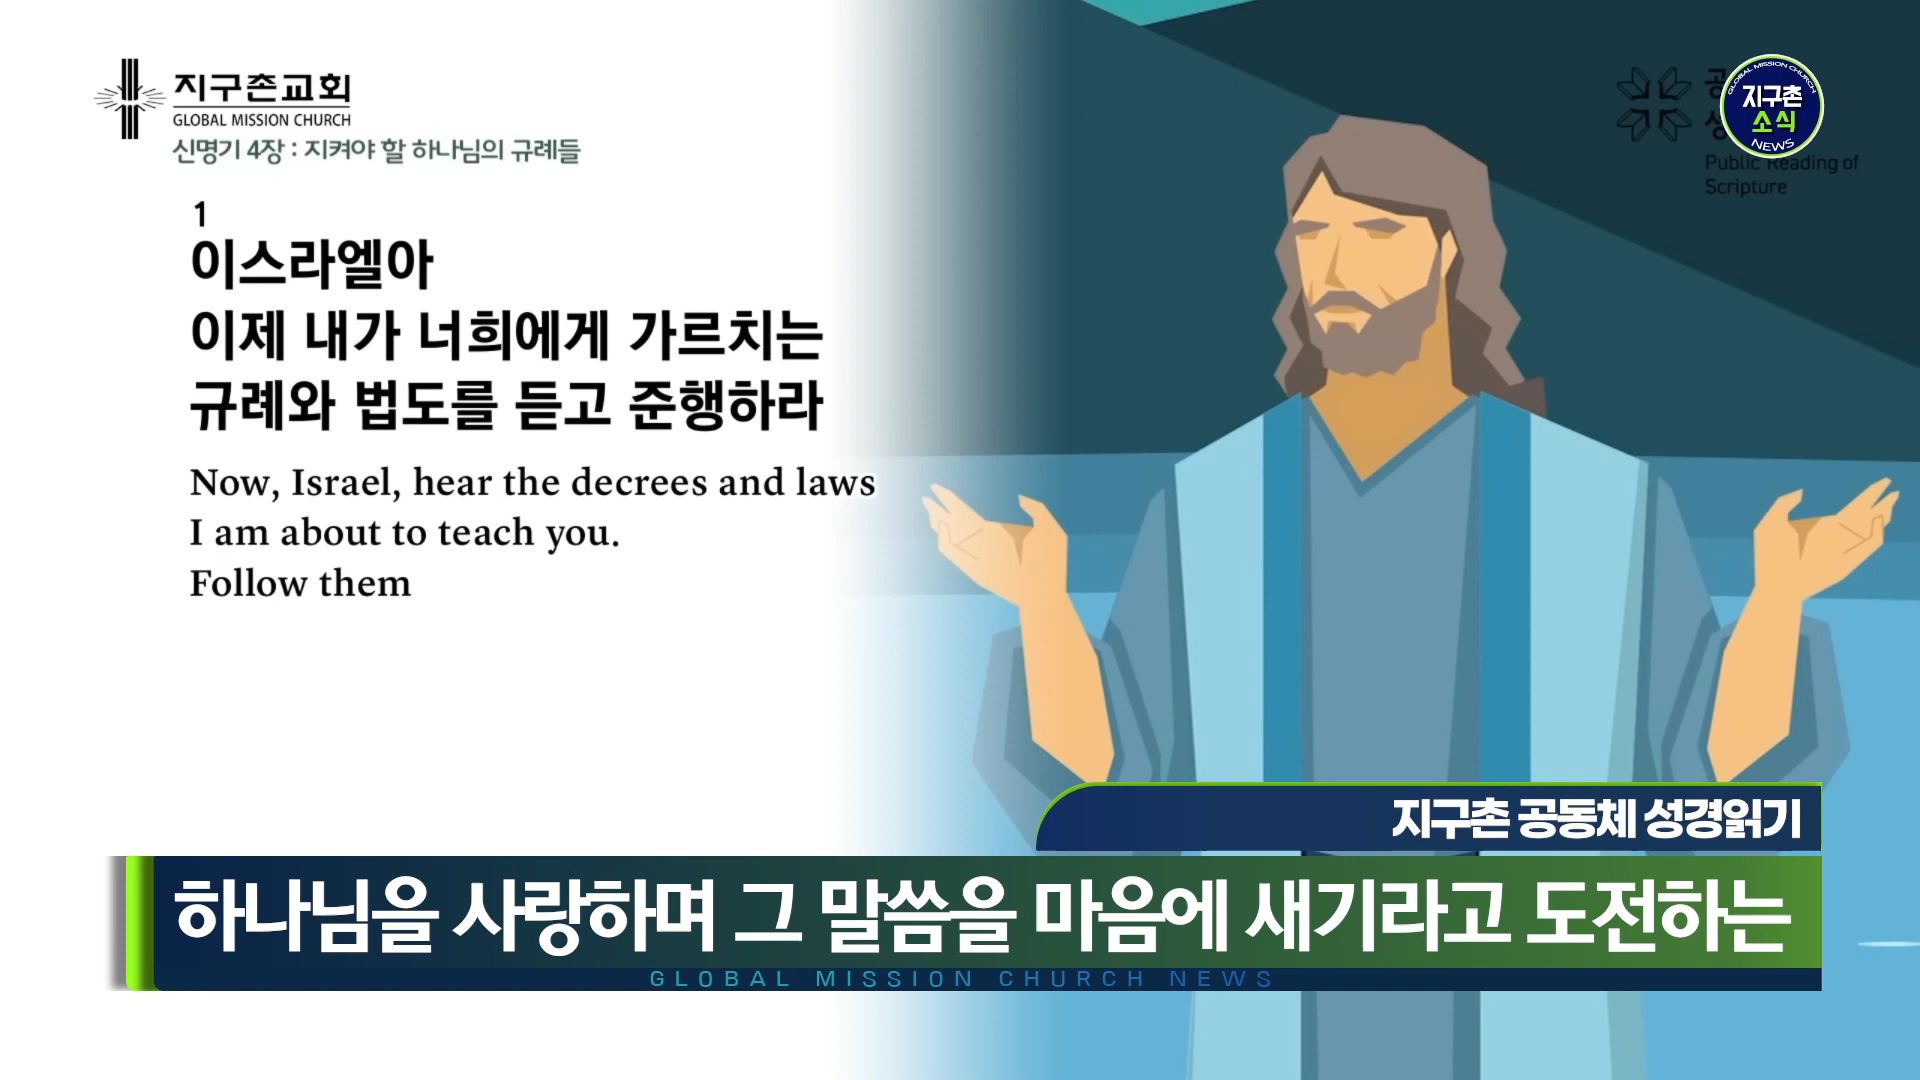 지구촌교회
GLOBAL MISSION CHURCH
신명기 4장 : 지켜야 할 하나님의 규례들
GLOBAL MISSION CHURCH
지구촌
소식
NEWS
Public Reading of
Scripture
1
이스라엘아
이제 내가 너희에게 가르치는
규례와 법도를 듣고 준행하라
Now, Israel, hear the decrees and laws
I am about to teach you.
Follow them
지구촌 공동체 성경읽기
하나님을 사랑하며 그 말씀을 마음에 새기라고 도전하는
GLOBAL MISSION CHURCH NEWS